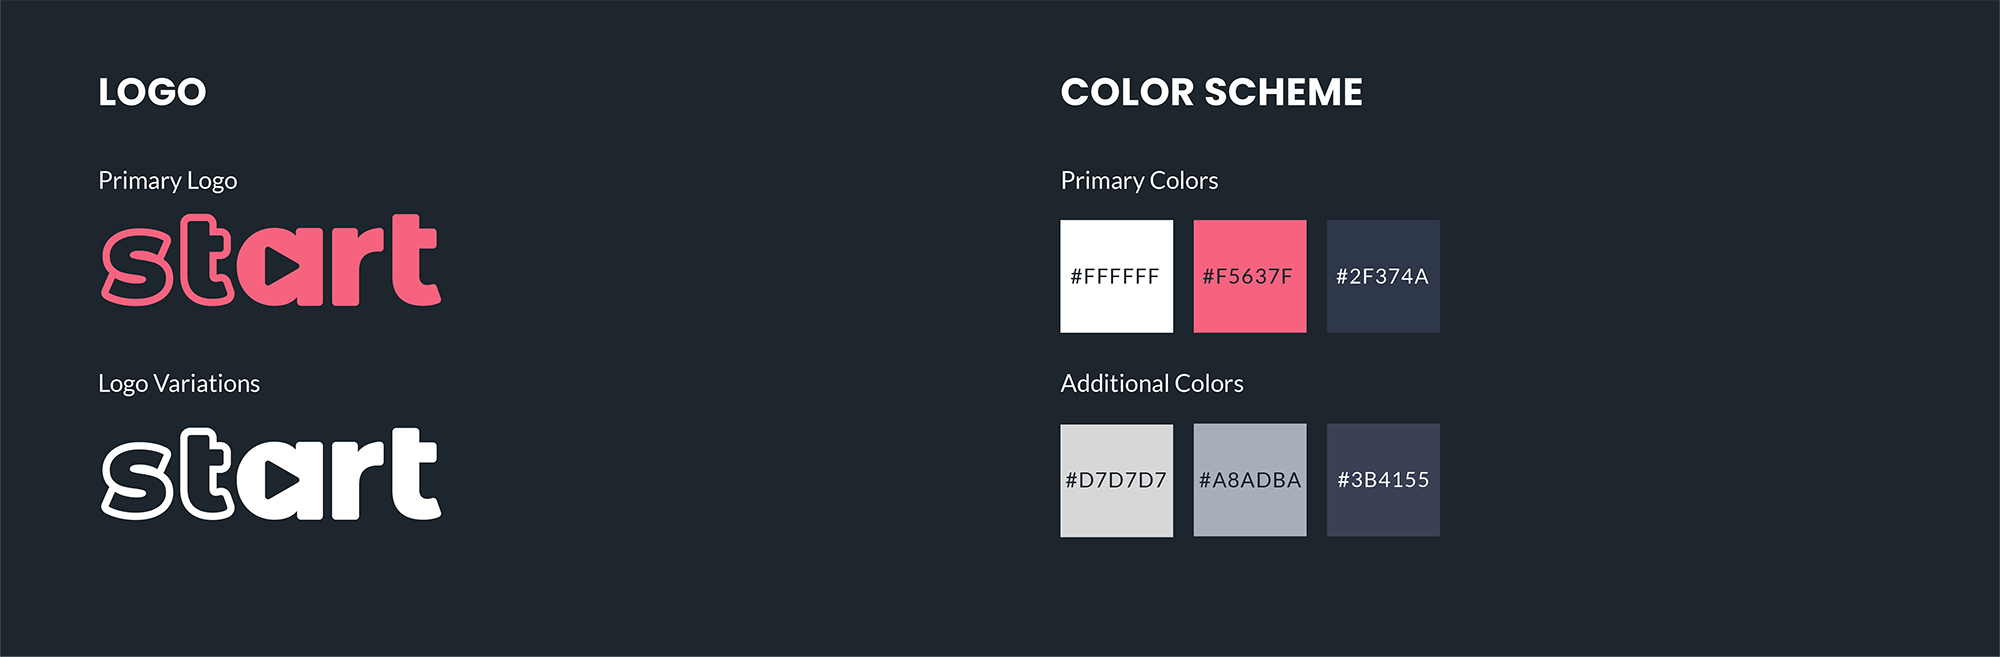 LOGO
Primary Logo
start
Logo Variations
start
COLOR SCHEME
Primary Colors
#FFFFFF #F5637F #2F374A
Additional Colors
#D7D7D7 #A8ADBA #3B4155